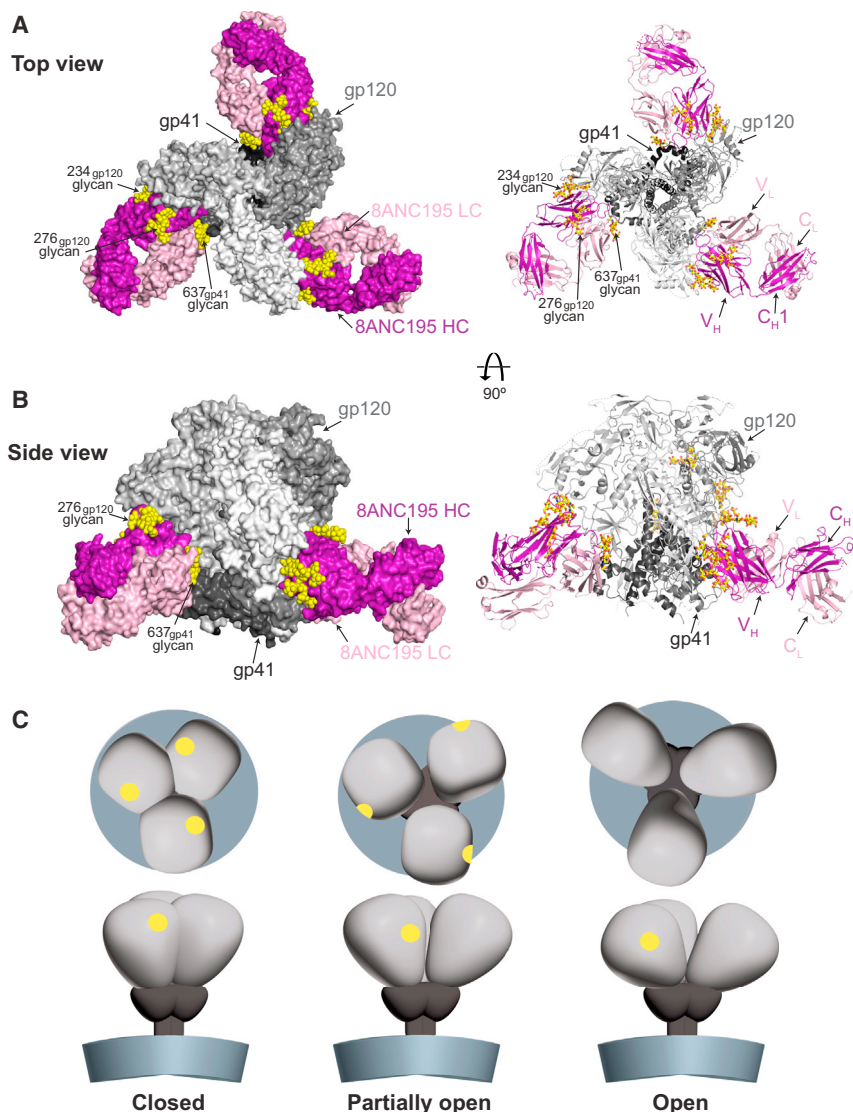 A
Top view
gp120
gp41
234gp120
glycan
276gp120
glycan
637gp41
glycan
8ANC195 LC
8ANC195 HC
gp41
gp120
234gp120
glycan
VL
CL
637gp41
glycan
276gp120
glycan
VH
CH1
90º
B
Side view
gp120
276gp120
glycan
8ANC195 HC
637gp41
glycan
gp41
8ANC195 LC
gp120
VL
CH
gp41
VH
CL
C
Closed
Partially open
Open